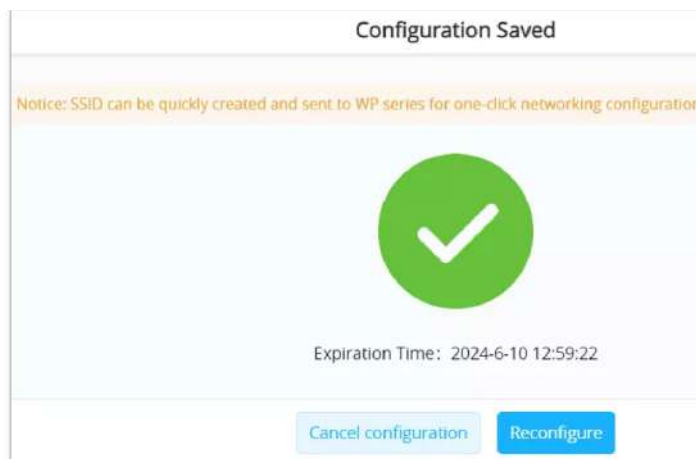 Configuration Saved
Notice: SSID can be quickly created and sent to WP series for one-click networking configuration
Expiration Time: 2024-6-10 12:59:22
Cancel configuration
Reconfigure